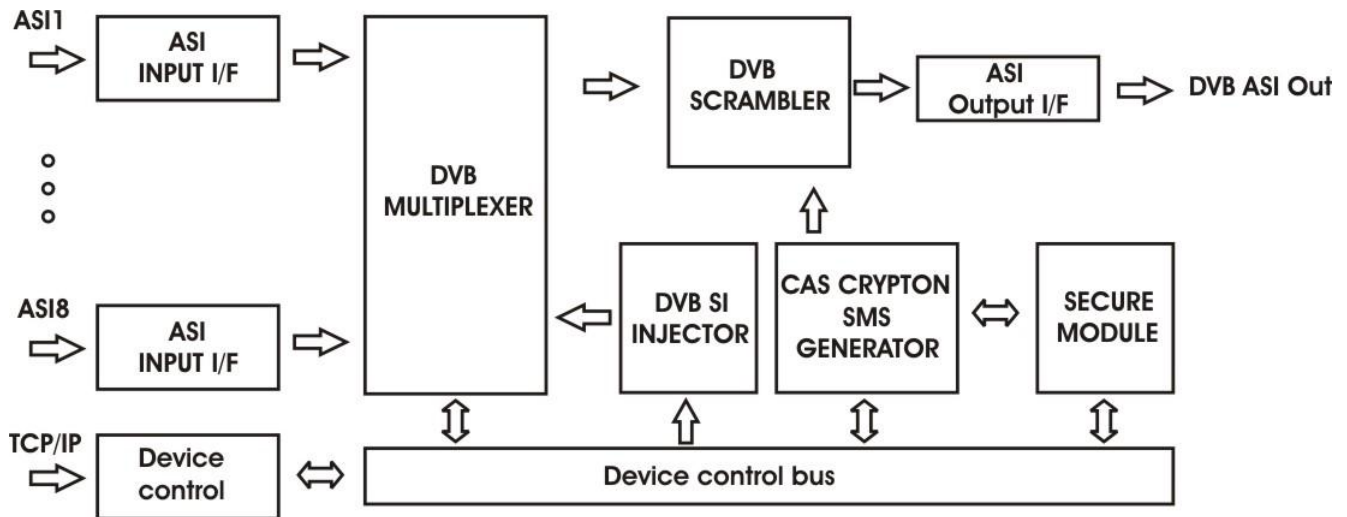 ASI1
ASI
INPUT I/F
DVB
MULTIPLEXER
DVB
SCRAMBLER
ASI
Output I/F
DVB ASI Out
ASI8
ASI
INPUT I/F
DVB SI
INJECTOR
CAS CRYPTON
SMS
GENERATOR
SECURE
MODULE
TCP/IP
Device
control
Device control bus